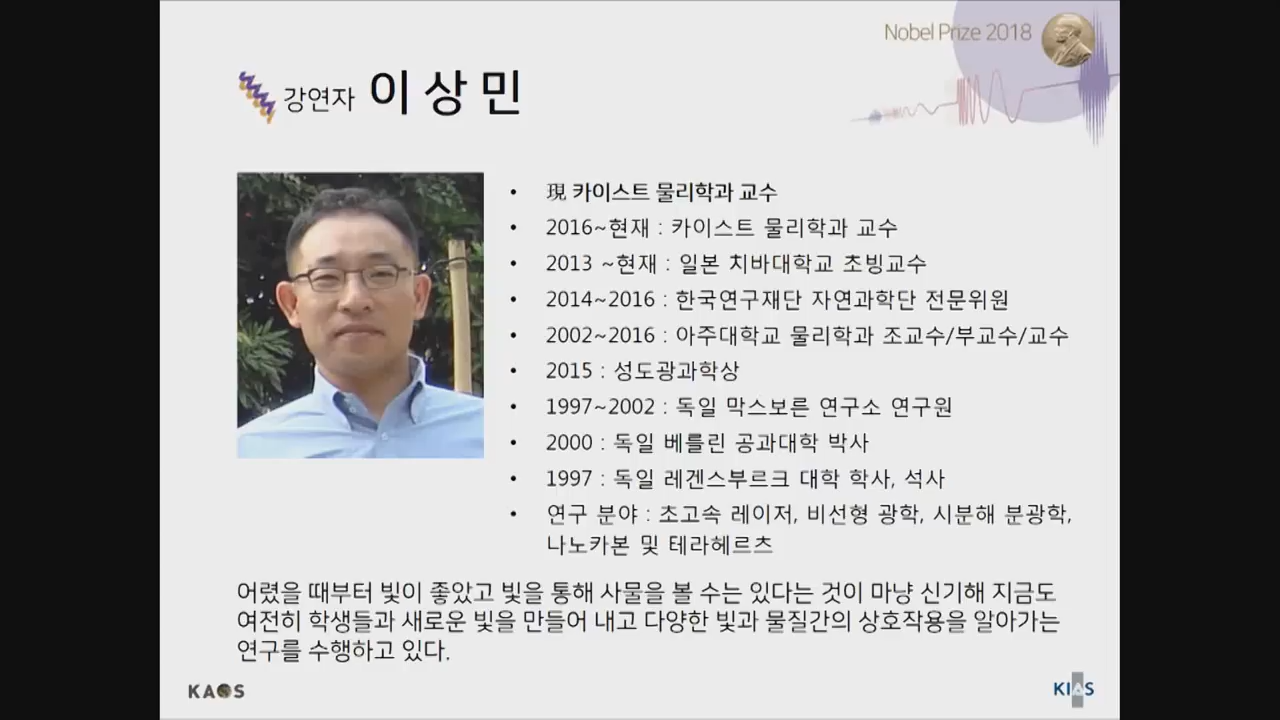 Nobel Prize 2018
강연자 이 상 민
• 現 카이스트 물리학과 교수
• 2016~현재 : 카이스트 물리학과 교수
• 2013 ~현재 : 일본 치바대학교 초빙교수
• 2014~2016 : 한국연구재단 자연과학단 전문위원
• 2002~2016 : 아주대학교 물리학과 조교수/부교수/교수
• 2015 : 성도광과학상
• 1997~2002 : 독일 막스보른 연구소 연구원
• 2000 : 독일 베를린 공과대학 박사
• 1997 : 독일 레겐스부르크 대학 학사, 석사
• 연구 분야 : 초고속 레이저, 비선형 광학, 시분해 분광학,
나노카본 및 테라헤르츠
어렸을 때부터 빛이 좋았고 빛을 통해 사물을 볼 수는 있다는 것이 마냥 신기해 지금도
여전히 학생들과 새로운 빛을 만들어 내고 다양한 빛과 물질간의 상호작용을 알아가는
연구를 수행하고 있다.
KAOS
KIAS